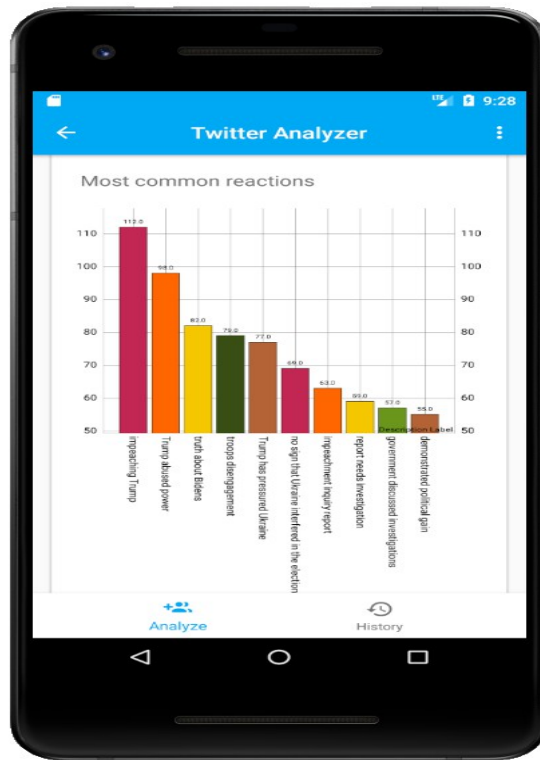 LTE 9:28
Twitter Analyzer
Most common reactions
112.0
110 110
100 100
98.0
90 90
82.0
80 80
79.0
77.0
70 70
69.0
63.0
60 60
59.0
57.0
55.0
50 50
Description Label
impeaching Trump
Trump abused power
truth about Bidens
troops disengagement
Trump has pressured Ukraine
no sign that Ukraine interfered in the election
impeachment inquiry report
report needs investigation
government discussed investigations
demonstrated political gain
Analyze History